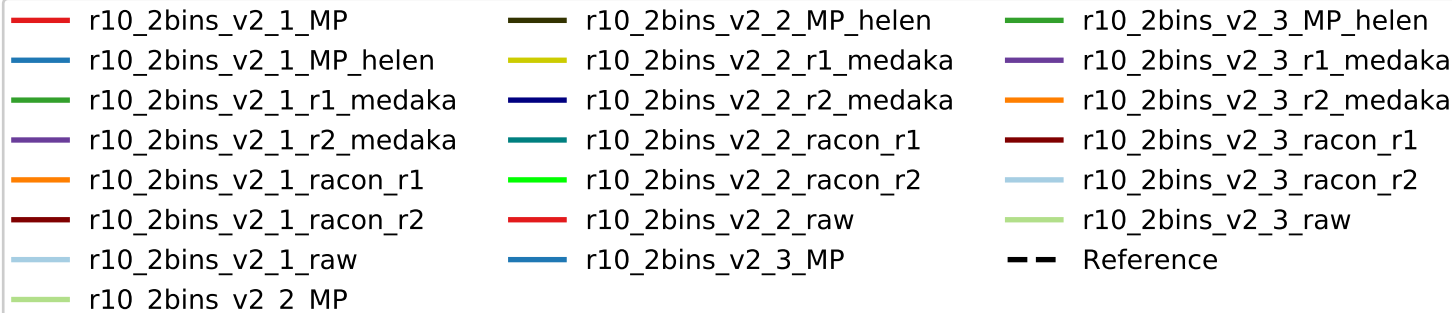 r10_2bins_v2_1_MP
r10_2bins_v2_1_MP_helen
r10_2bins_v2_1_r1_medaka
r10_2bins_v2_1_r2_medaka
r10_2bins_v2_1_racon_r1
r10_2bins_v2_1_racon_r2
r10_2bins_v2_1_raw
r10_2bins_v2_2_MP
r10_2bins_v2_2_MP_helen
r10_2bins_v2_2_r1_medaka
r10_2bins_v2_2_r2_medaka
r10_2bins_v2_2_racon_r1
r10_2bins_v2_2_racon_r2
r10_2bins_v2_2_raw
r10_2bins_v2_3_MP
r10_2bins_v2_3_MP_helen
r10_2bins_v2_3_r1_medaka
r10_2bins_v2_3_r2_medaka
r10_2bins_v2_3_racon_r1
r10_2bins_v2_3_racon_r2
r10_2bins_v2_3_raw
Reference